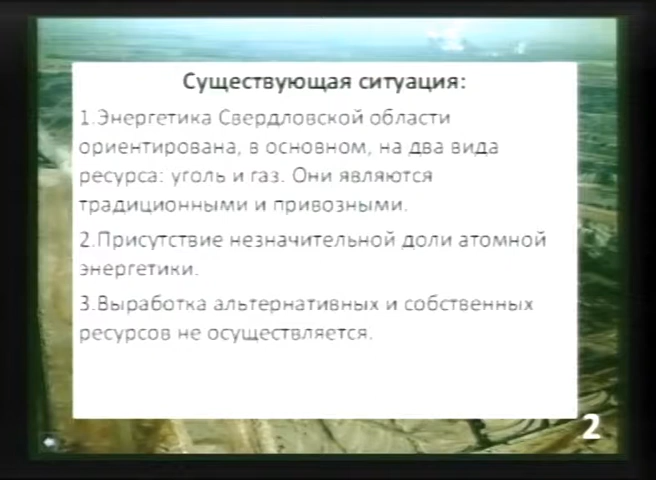 Существующая ситуация:
1.Энергетика Свердловской области
ориентирована, в основном, на два вида
ресурса: уголь и газ. Они являются
традиционными и привозными.
2.Присутствие незначительной доли атомной
энергетики.
3.Выработка альтернативных и собственных
ресурсов не осуществляется.
2